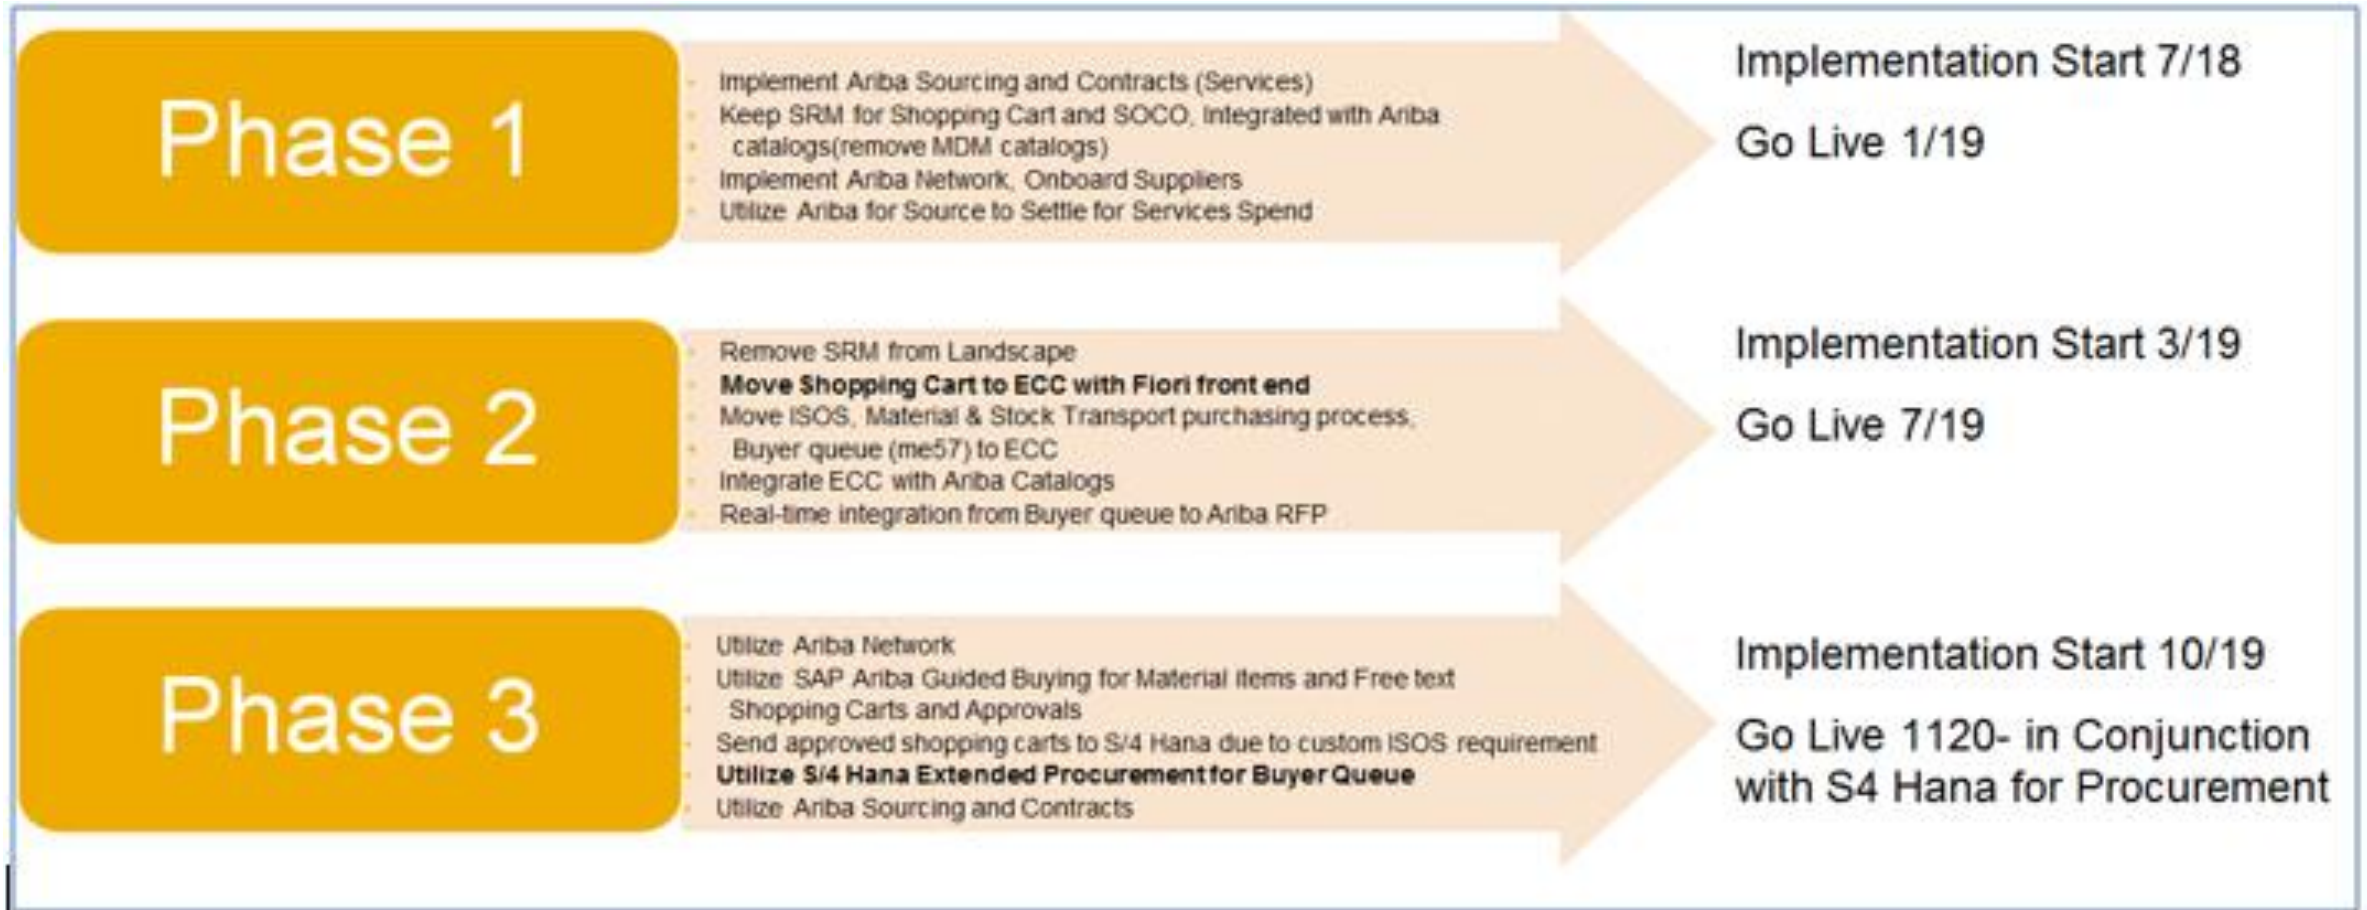 Phase 1
Implement Ariba Sourcing and Contracts (Services)
Keep SRM for Shopping Cart and SOCO, Integrated with Ariba
catalogs(remove MDM catalogs)
Implement Ariba Network, Onboard Suppliers
Utilize Ariba for Source to Settle for Services Spend
Implementation Start 7/18
Go Live 1/19
Phase 2
Remove SRM from Landscape
Move Shopping Cart to ECC with Fiori front end
Move ISOS, Material & Stock Transport purchasing process,
Buyer queue (me57) to ECC
Integrate ECC with Ariba Catalogs
Real-time integration from Buyer queue to Ariba RFP
Implementation Start 3/19
Go Live 7/19
Phase 3
Utilize Ariba Network
Utilize SAP Ariba Guided Buying for Material items and Free text
Shopping Carts and Approvals
Send approved shopping carts to S/4 Hana due to custom ISOS requirement
Utilize S/4 Hana Extended Procurement for Buyer Queue
Utilize Ariba Sourcing and Contracts
Implementation Start 10/19
Go Live 1120- in Conjunction
with S4 Hana for Procurement